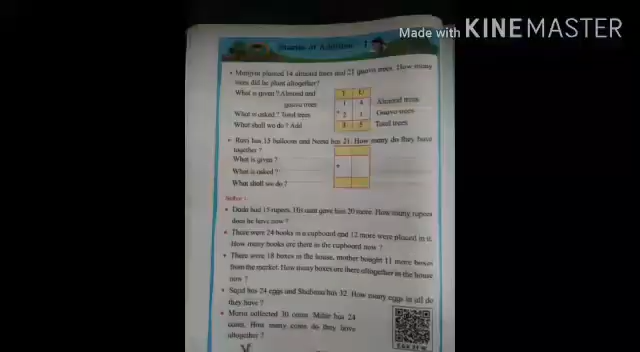 Made with KINEMASTER
Stories of Addition - 1
• Manjiri planted 14 almond trees and 21 guava trees. How many
trees did he plant altogether?
What is given ? Almond and
guava trees
What is asked ? Total trees
What shall we do ? Add
T U
1 4 Almond trees
+ 2 1 Guava trees
3 5 Total trees
• Ravi has 15 balloons and Nema has 21. How many do they have
together ?
What is given ?
What is asked ?
What shall we do ?
+
Solve :
• Dada had 15 rupees. His aunt gave him 20 more. How many rupees
does he have now ?
• There were 24 books in a cupboard and 12 more were placed in it.
How many books are there in the cupboard now ?
• There were 18 boxes in the house, mother bought 11 more boxes
from the market. How many boxes are there altogether in the house
now ?
• Sajid has 24 eggs and Shabana has 32. How many eggs in all do
they have ?
• Meena collected 30 coins. Mihir has 24
coins. How many coins do they have
altogether ?